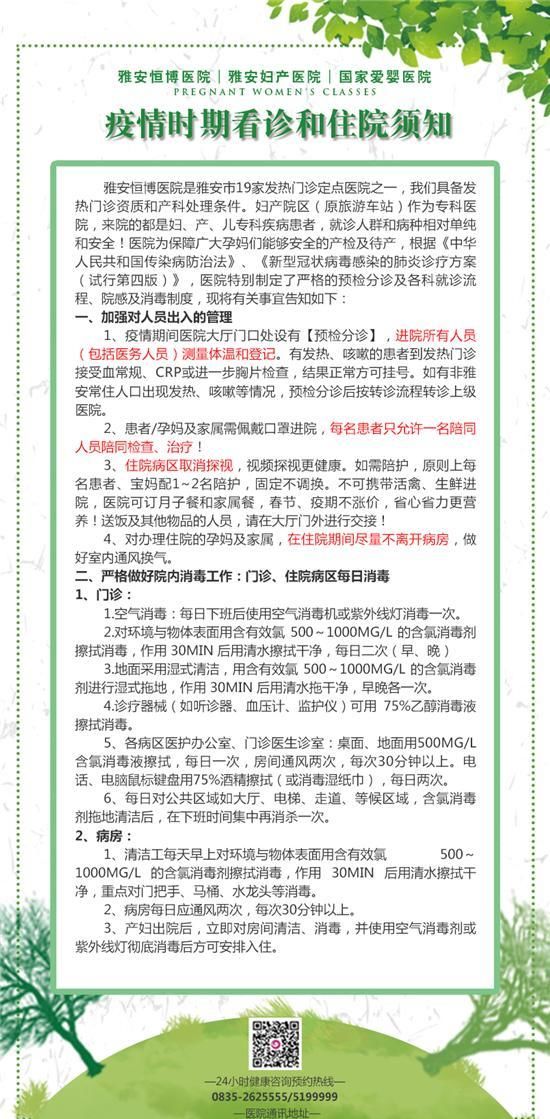 雅安恒博医院｜雅安妇产医院｜国家爱婴医院
PREGNANT WOMEN'S CLASSES
疫情时期看诊和住院须知
雅安恒博医院是雅安市19家发热门诊定点医院之一，我们具备发
热门诊资质和产科处理条件。妇产院区（原旅游车站）作为专科医
院，来院的都是妇、产、儿专科疾病患者，就诊人群和病种相对单纯
和安全！医院为保障广大孕妈们能够安全的产检及待产，根据《中华
人民共和国传染病防治法》、《新型冠状病毒感染的肺炎诊疗方案
（试行第四版）》，医院特别制定了严格的预检分诊及各科就诊流
程、院感及消毒制度，现将有关事宜告知如下：
一、加强对人员出入的管理
1、疫情期间医院大厅门口处设有【预检分诊】，进院所有人员
（包括医务人员）测量体温和登记。有发热、咳嗽的患者到发热门诊
接受血常规、CRP或进一步胸片检查，结果正常方可挂号。如有非雅
安常住人口出现发热、咳嗽等情况，预检分诊后按转诊流程转诊上级
医院。
2、患者/孕妈及家属需佩戴口罩进院，每名患者只允许一名陪同
人员陪同检查、治疗！
3、住院病区取消探视，视频探视更健康。如需陪护，原则上每
名患者、宝妈配1~2名陪护，固定不调换。不可携带活禽、生鲜进
院，医院可订月子餐和家属餐，春节、疫期不涨价，省心省力更营
养！送饭及其他物品的人员，请在大厅门外进行交接！
4、对办理住院的孕妈及家属，在住院期间尽量不离开病房，做
好室内通风换气。
二、严格做好院内消毒工作：门诊、住院病区每日消毒
1、门诊：
1.空气消毒：每日下班后使用空气消毒机或紫外线灯消毒一次。
2.对环境与物体表面用含有效氯 500～1000MG/L 的含氯消毒剂
擦拭消毒，作用 30MIN 后用清水擦拭干净，每日二次（早、晚）
3.地面采用湿式清洁，用含有效氯 500～1000MG/L 的含氯消毒
剂进行湿式拖地，作用 30MIN 后用清水拖干净，早晚各一次。
4.诊疗器械（如听诊器、血压计、监护仪）可用 75%乙醇消毒液
擦拭消毒。
5、各病区医护办公室、门诊医生诊室：桌面、地面用500MG/L
含氯消毒液擦拭，每日一次，房间通风两次，每次30分钟以上。电
话、电脑鼠标键盘用75%酒精擦拭（或消毒湿纸巾），每日两次。
6、每日对公共区域如大厅、电梯、走道、等候区域，含氯消毒
剂拖地清洁后，在下班时间集中再消杀一次。
2、病房：
1、清洁工每天早上对环境与物体表面用含有效氯 500～
1000MG/L 的含氯消毒剂擦拭消毒，作用 30MIN 后用清水擦拭干
净，重点对门把手、马桶、水龙头等消毒。
2、病房每日应通风两次，每次30分钟以上。
3、产妇出院后，立即对房间清洁、消毒，并使用空气消毒剂或
紫外线灯彻底消毒后方可安排入住。
—24小时健康咨询预约热线—
0835-2625555/5199999
—医院通讯地址—